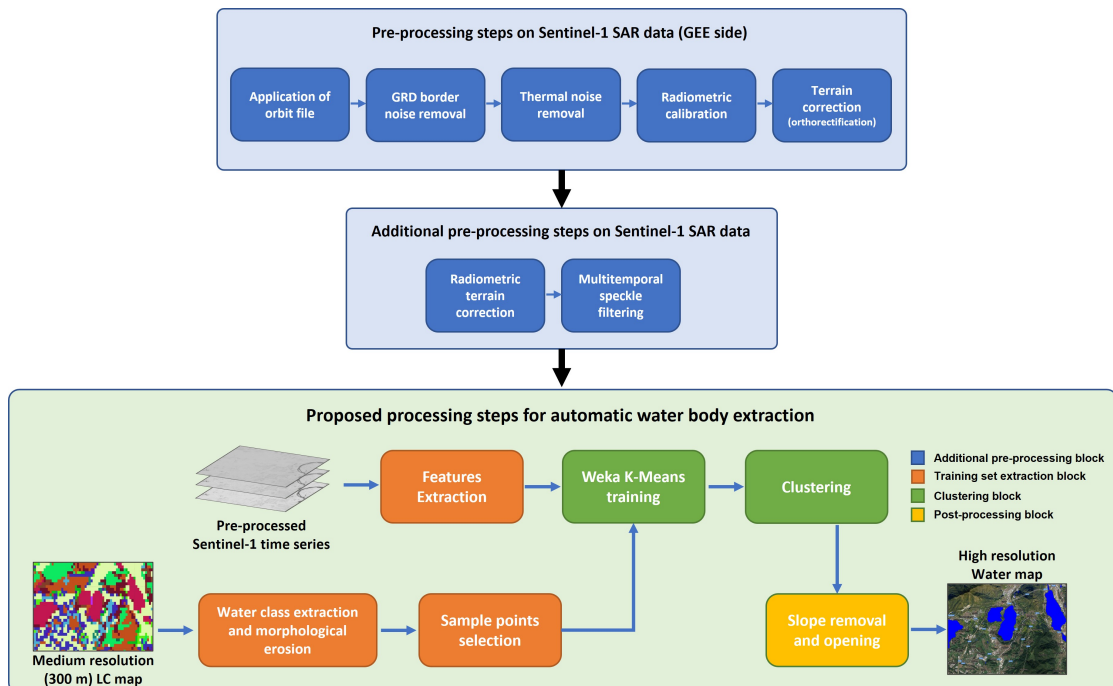 Pre-processing steps on Sentinel-1 SAR data (GEE side)
Application of
orbit file
GRD border
noise removal
Thermal noise
removal
Radiometric
calibration
Terrain
correction
(orthorectification)
Additional pre-processing steps on Sentinel-1 SAR data
Radiometric
terrain
correction
Multitemporal
speckle
filtering
Proposed processing steps for automatic water body extraction
Pre-processed
Sentinel-1 time series
Features
Extraction
Weka K-Means
training
Clustering
Additional pre-processing block
Training set extraction block
Clustering block
Post-processing block
Medium resolution
(300 m) LC map
Water class extraction
and morphological
erosion
Sample points
selection
Slope removal
and opening
High resolution
Water map